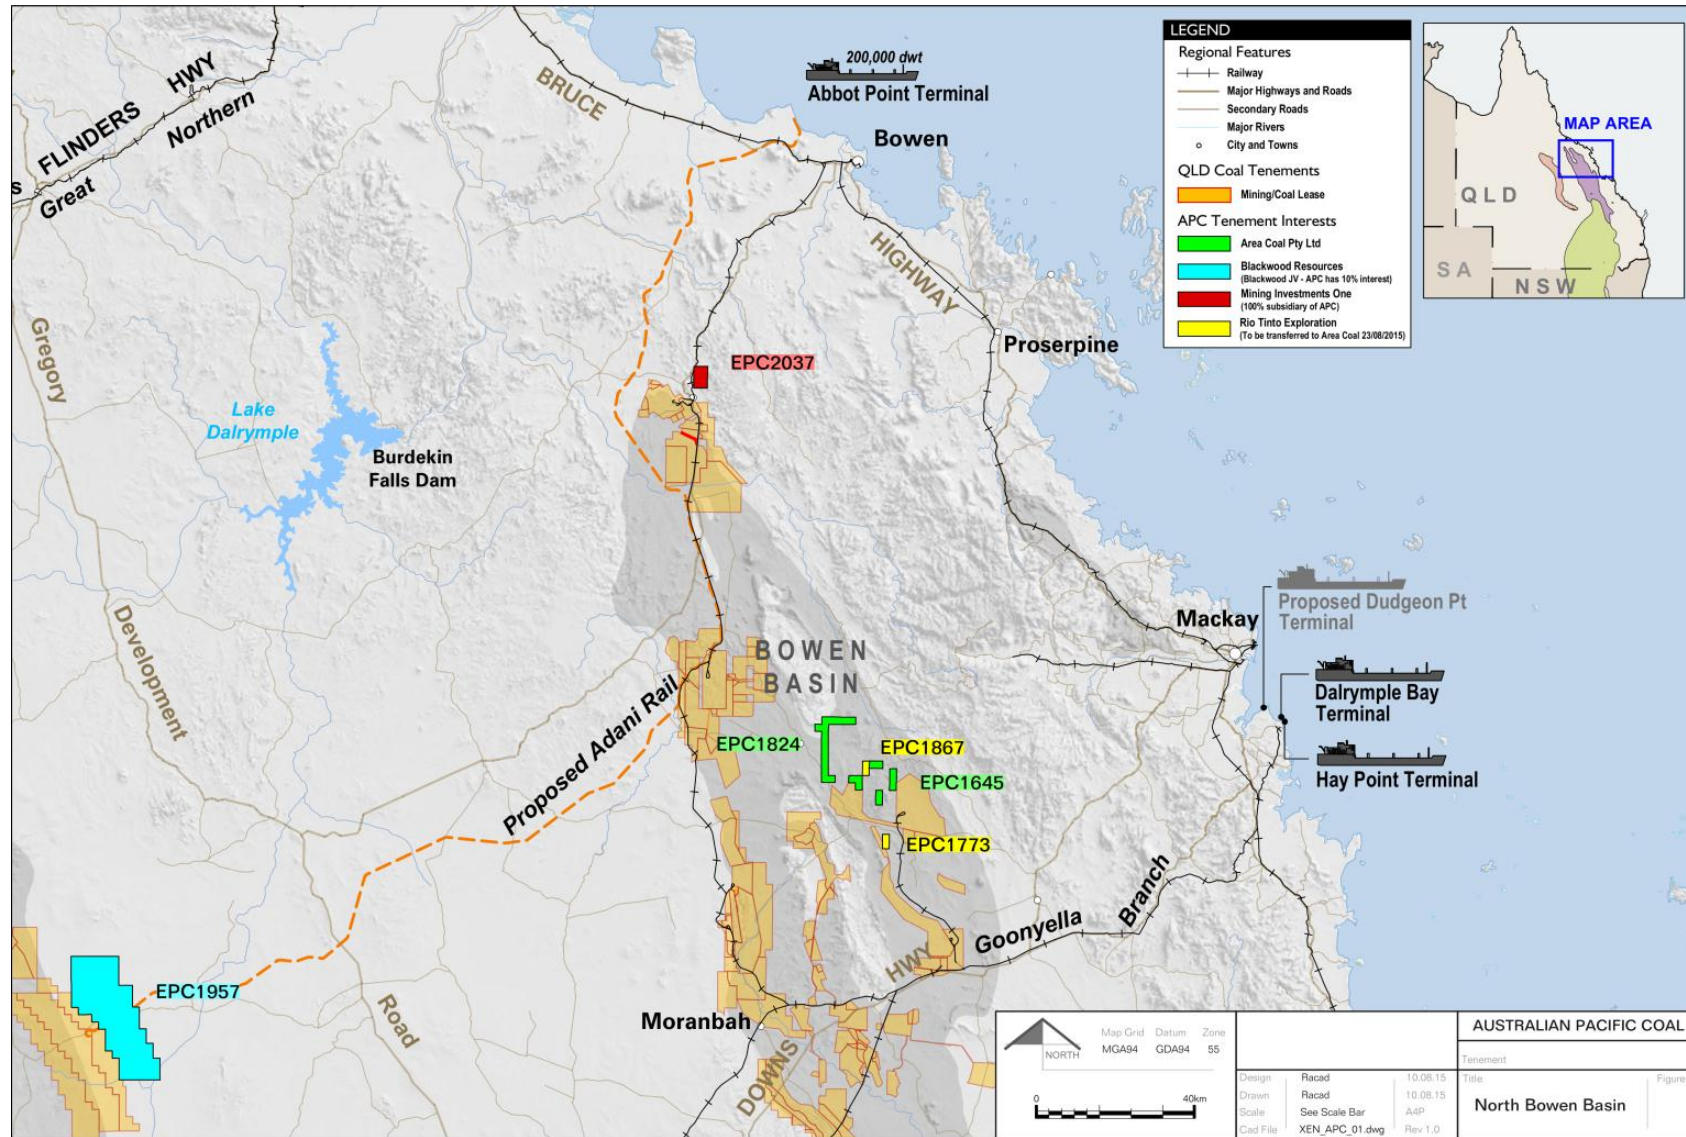 FLINDERS HWY
Great Northern
s
BRUCE
HIGHWAY
200,000 dwt
Abbot Point Terminal
Bowen
Proserpine
EPC2037
Gregory
Development
Road
Lake
Dalrymple
Burdekin
Falls Dam
BOWEN
BASIN
Proposed Adani Rail
EPC1824
EPC1867
EPC1645
EPC1773
EPC1957
Mackay
Proposed Dudgeon Pt
Terminal
Dalrymple Bay
Terminal
Hay Point Terminal
Goonyella Branch
HWY
Moranbah
DOWNS
LEGEND
Regional Features
Railway
Major Highways and Roads
Secondary Roads
Major Rivers
City and Towns
QLD Coal Tenements
Mining/Coal Lease
APC Tenement Interests
Area Coal Pty Ltd
Blackwood Resources
(Blackwood JV - APC has 10% interest)
Mining Investments One
(100% subsidiary of APC)
Rio Tinto Exploration
(To be transferred to Area Coal 23/08/2015)
MAP AREA
QLD
SA
NSW
NORTH
Map Grid Datum Zone
MGA94 GDA94 55
0 40km
Design Racad 10.08.15
Drawn Racad 10.08.15
Scale See Scale Bar A4P
Cad File XEN_APC_01.dwg Rev 1.0
AUSTRALIAN PACIFIC COAL
Tenement
Title Figure
North Bowen Basin